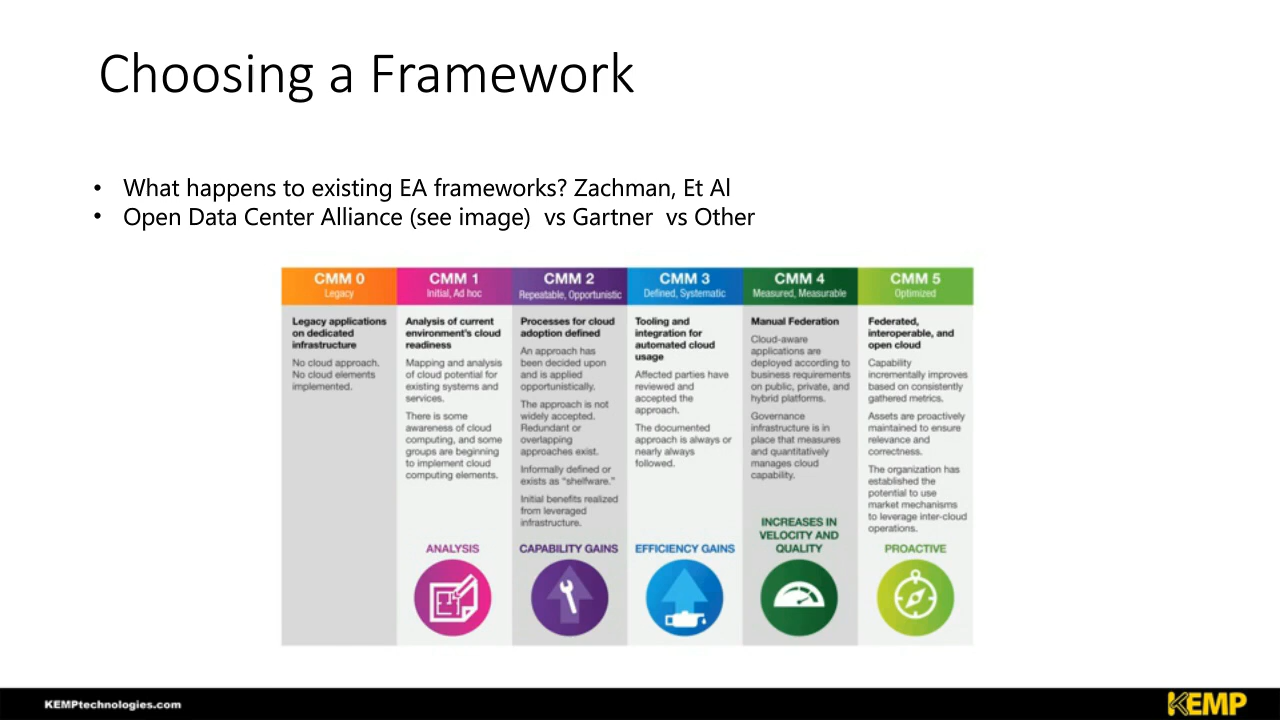 Choosing a Framework
• What happens to existing EA frameworks? Zachman, Et Al
• Open Data Center Alliance (see image)  vs Gartner  vs Other
CMM 0
Legacy
Legacy applications
on dedicated
infrastructure
No cloud approach.
No cloud elements
implemented.
CMM 1
Initial, Ad hoc
Analysis of current
environment's cloud
readiness
Mapping and analysis
of cloud potential for
existing systems and
services.
There is some
awareness of cloud
computing, and some
groups are beginning
to implement cloud
computing elements.
ANALYSIS
CMM 2
Repeatable, Opportunistic
Processes for cloud
adoption defined
An approach has
been decided upon
and is applied
opportunistically.
The approach is not
widely accepted.
Redundant or
overlapping
approaches exist.
Informally defined or
exists as “shelfware.”
Initial benefits realized
from leveraged
infrastructure.
CAPABILITY GAINS
CMM 3
Defined, Systematic
Tooling and
integration for
automated cloud
usage
Affected parties have
reviewed and
accepted the
approach.
The documented
approach is always or
nearly always
followed.
EFFICIENCY GAINS
CMM 4
Measured, Measurable
Manual Federation
Cloud-aware
applications are
deployed according to
business requirements
on public, private, and
hybrid platforms.
Governance
infrastructure is in
place that measures
and quantitatively
manages cloud
capability.
INCREASES IN
VELOCITY AND
QUALITY
CMM 5
Optimized
Federated,
interoperable, and
open cloud
Capability
incrementally improves
based on consistently
gathered metrics.
Assets are proactively
maintained to ensure
relevance and
correctness.
The organization has
established the
potential to use
market mechanisms
to leverage inter-cloud
operations.
PROACTIVE
KEMPtechnologies.com
KEMP